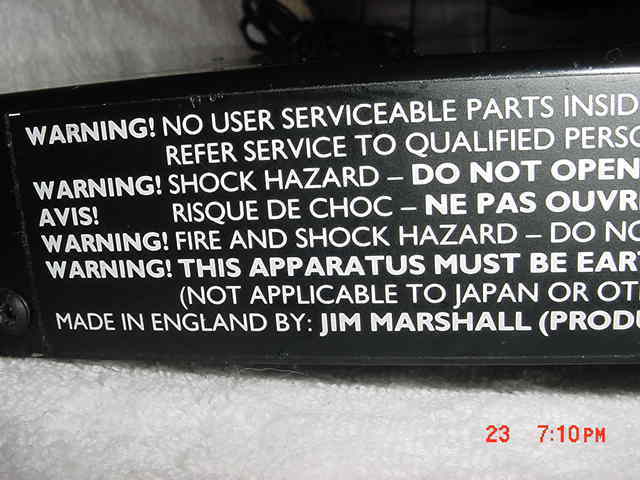 WARNING! NO USER SERVICEABLE PARTS INSID
REFER SERVICE TO QUALIFIED PERSO
WARNING! SHOCK HAZARD – DO NOT OPEN
AVIS! RISQUE DE CHOC – NE PAS OUVR
WARNING! FIRE AND SHOCK HAZARD – DO NO
WARNING! THIS APPARATUS MUST BE EAR
(NOT APPLICABLE TO JAPAN OR OT
MADE IN ENGLAND BY: JIM MARSHALL (PRODU
23 7:10PM